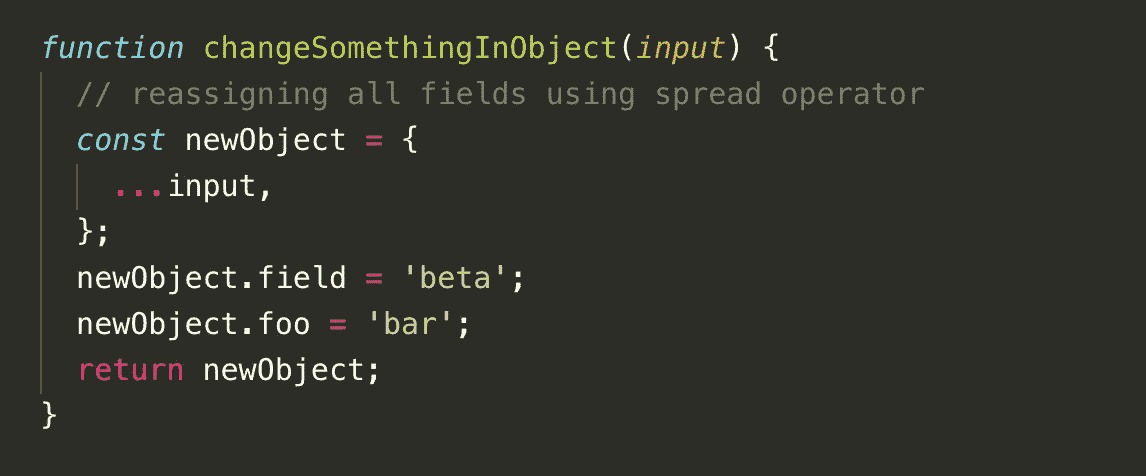 function changeSomethingInObject(input) {
// reassigning all fields using spread operator
const newObject = {
...input,
};
newObject.field = 'beta';
newObject.foo = 'bar';
return newObject;
}